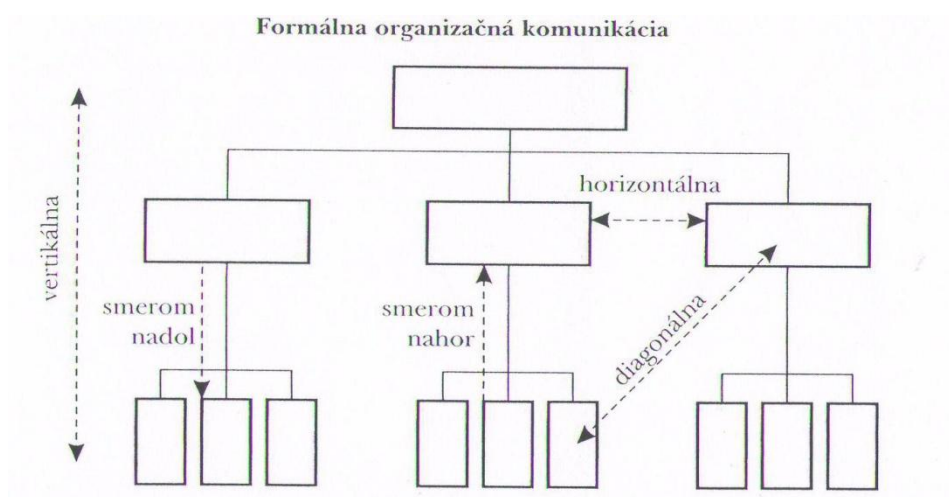 Formálna organizačná komunikácia
horizontálna
vertikálna
smerom
nadol
smerom
nahor
diagonálna